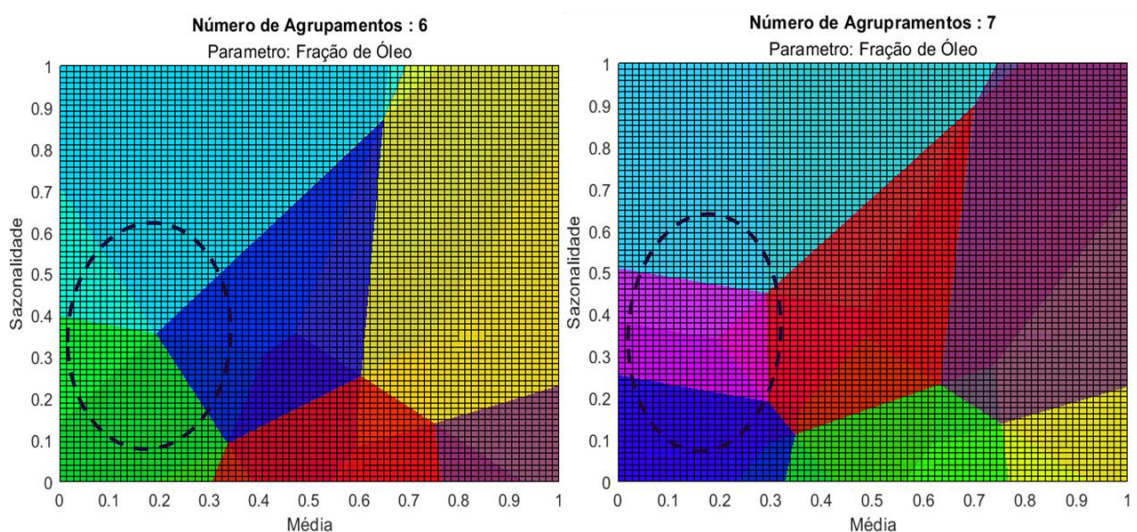 Número de Agrupamentos : 6
Parametro: Fração de Óleo
1
0.9
0.8
0.7
0.6
0.5
0.4
0.3
0.2
0.1
0
Sazonalidade
0 0.1 0.2 0.3 0.4 0.5 0.6 0.7 0.8 0.9 1
Média
Número de Agrupramentos : 7
Parametro: Fração de Óleo
1
0.9
0.8
0.7
0.6
0.5
0.4
0.3
0.2
0.1
0
Sazonalidade
0 0.1 0.2 0.3 0.4 0.5 0.6 0.7 0.8 0.9 1
Média